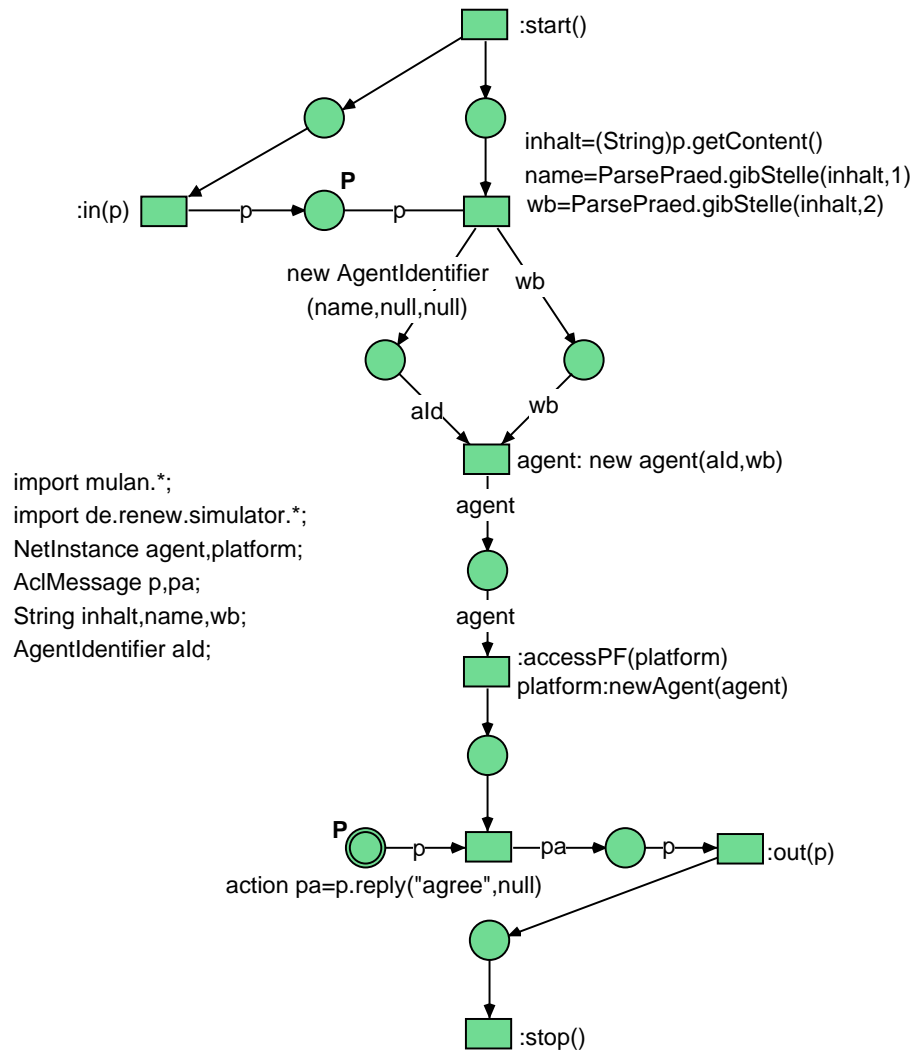 :start()
inhalt=(String)p.getContent()
name=ParsePraed.gibStelle(inhalt,1)
wb=ParsePraed.gibStelle(inhalt,2)
P
:in(p)
p
p
new AgentIdentifier
(name,null,null)
wb
aId
wb
agent: new agent(aId,wb)
import mulan.*;
import de.renew.simulator.*;
NetInstance agent,platform;
AclMessage p,pa;
String inhalt,name,wb;
AgentIdentifier aId;
agent
agent
:accessPF(platform)
platform:newAgent(agent)
P
p
pa
p
:out(p)
action pa=p.reply("agree",null)
:stop()